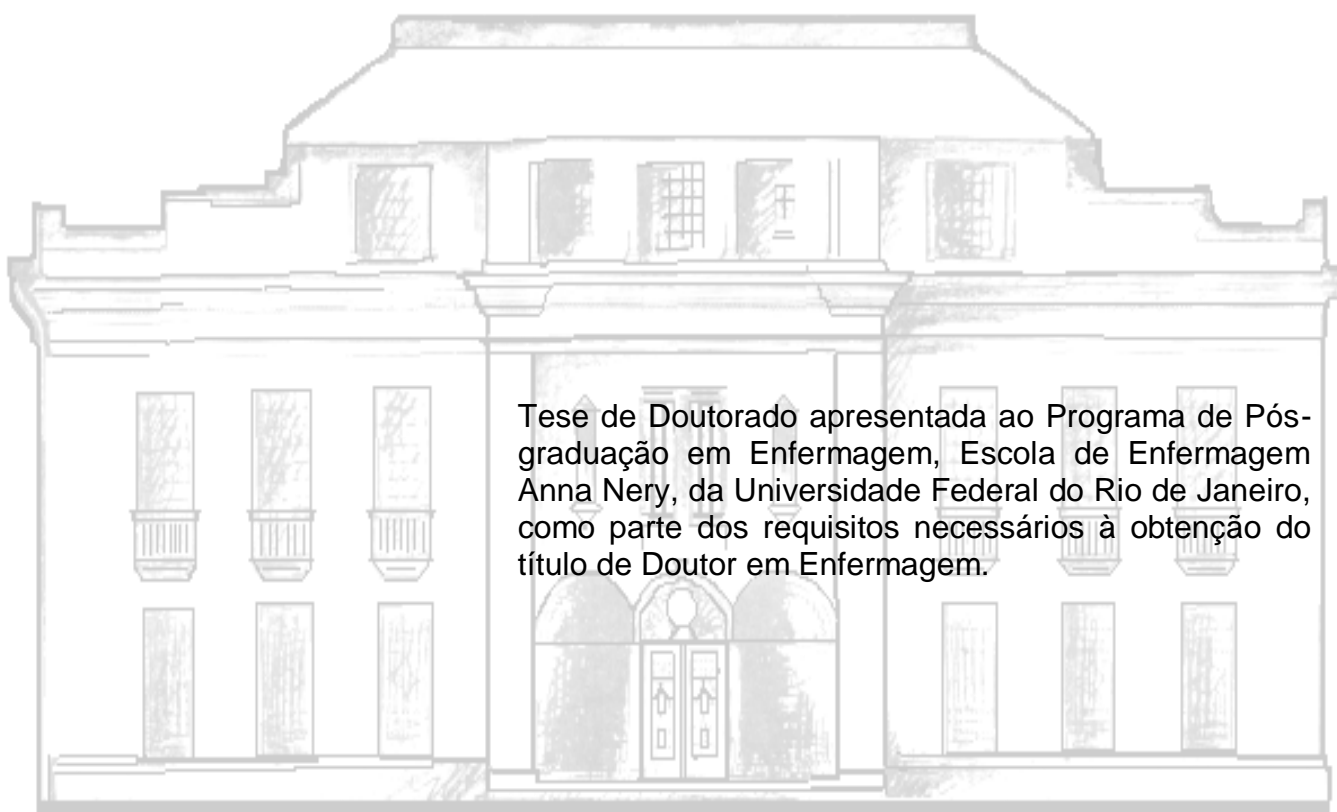 Tese de Doutorado apresentada ao Programa de Pós-
graduação em Enfermagem, Escola de Enfermagem
Anna Nery, da Universidade Federal do Rio de Janeiro,
como parte dos requisitos necessários à obtenção do
título de Doutor em Enfermagem.